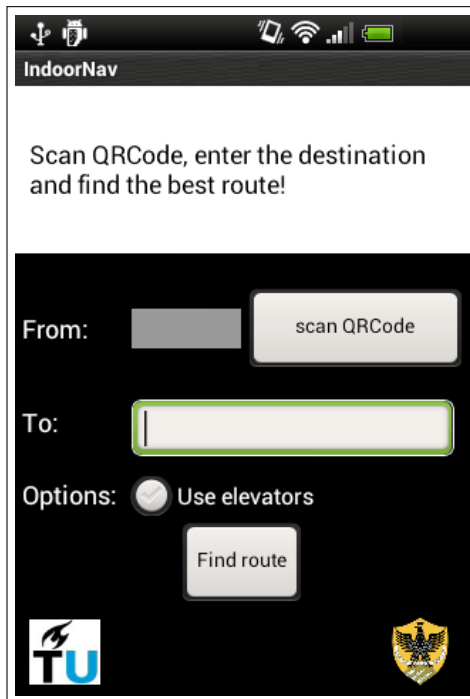 IndoorNav
Scan QRCode, enter the destination
and find the best route!
From:
scan QRCode
To:
Options: Use elevators
Find route
TU